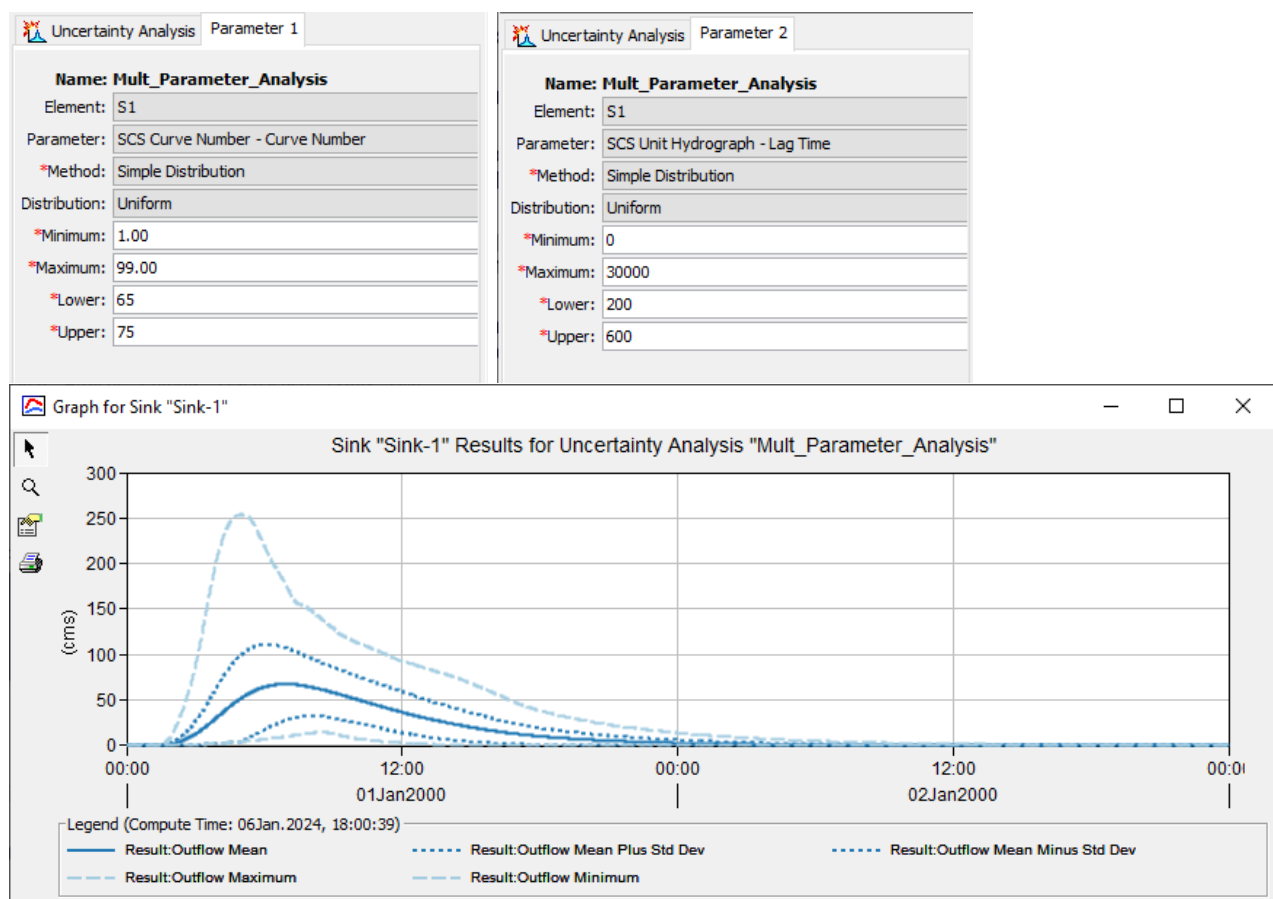 Uncertainty Analysis Parameter 1
Name: Mult_Parameter_Analysis
Element: S1
Parameter: SCS Curve Number - Curve Number
*Method: Simple Distribution
Distribution: Uniform
*Minimum: 1.00
*Maximum: 99.00
*Lower: 65
*Upper: 75
Uncertainty Analysis Parameter 2
Name: Mult_Parameter_Analysis
Element: S1
Parameter: SCS Unit Hydrograph - Lag Time
*Method: Simple Distribution
Distribution: Uniform
*Minimum: 0
*Maximum: 30000
*Lower: 200
*Upper: 600
Graph for Sink "Sink-1"
Sink "Sink-1" Results for Uncertainty Analysis "Mult_Parameter_Analysis"
300
250
200
150
100
50
0
(cms)
00:00 12:00 00:00 12:00 00:0
01Jan2000 02Jan2000
Legend (Compute Time: 06Jan.2024, 18:00:39)
Result:Outflow Mean Result:Outflow Mean Plus Std Dev Result:Outflow Mean Minus Std Dev
Result:Outflow Maximum Result:Outflow Minimum